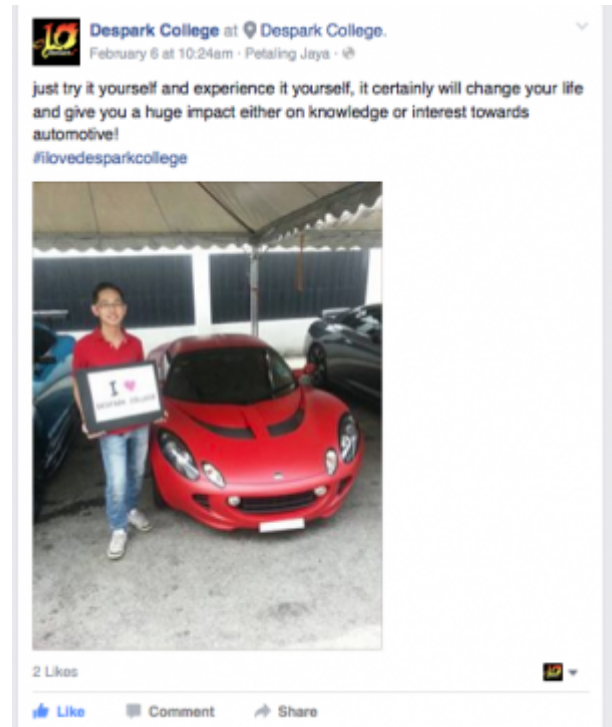 Despark College at Despark College.
February 6 at 10:24am · Petaling Jaya ·
just try it yourself and experience it yourself, it certainly will change your life
and give you a huge impact either on knowledge or interest towards
automotive!
#ilovedesparkcollege
I ♥
DESPARK COLLEGE
2 Likes
Like Comment Share